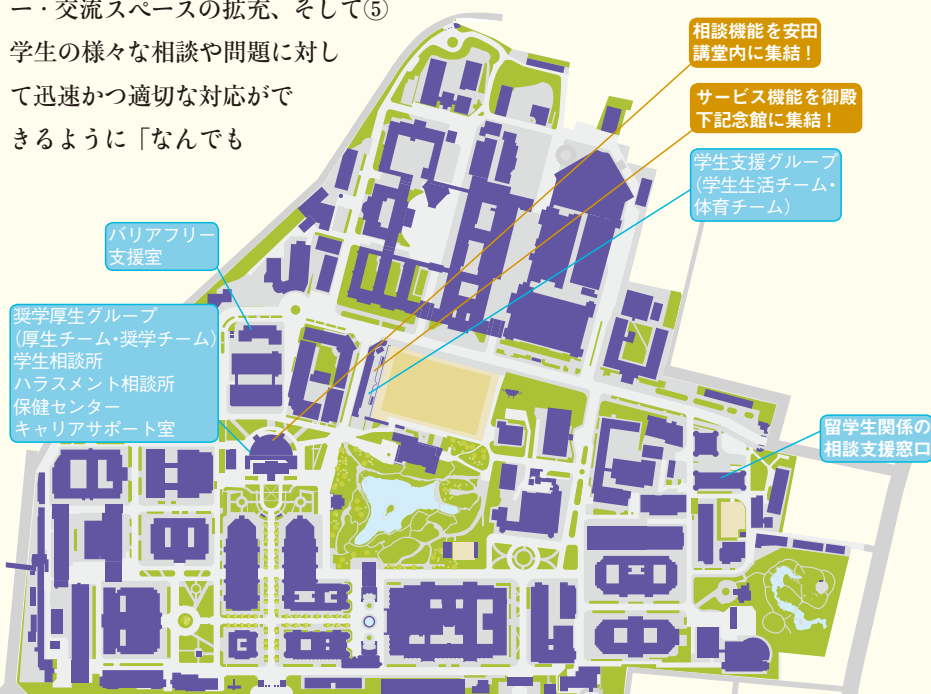 ー・交流スペースの拡充、そして⑤
学生の様々な相談や問題に対し
て迅速かつ適切な対応がで
きるように「なんでも
相談機能を安田
講堂内に集結！
サービス機能を御殿
下記念館に集結！
学生支援グループ
（学生生活チーム・
体育チーム）
バリアフリー
支援室
奨学厚生グループ
（厚生チーム・奨学チーム）
学生相談所
ハラスメント相談所
保健センター
キャリアサポート室
留学生関係の
相談支援窓口